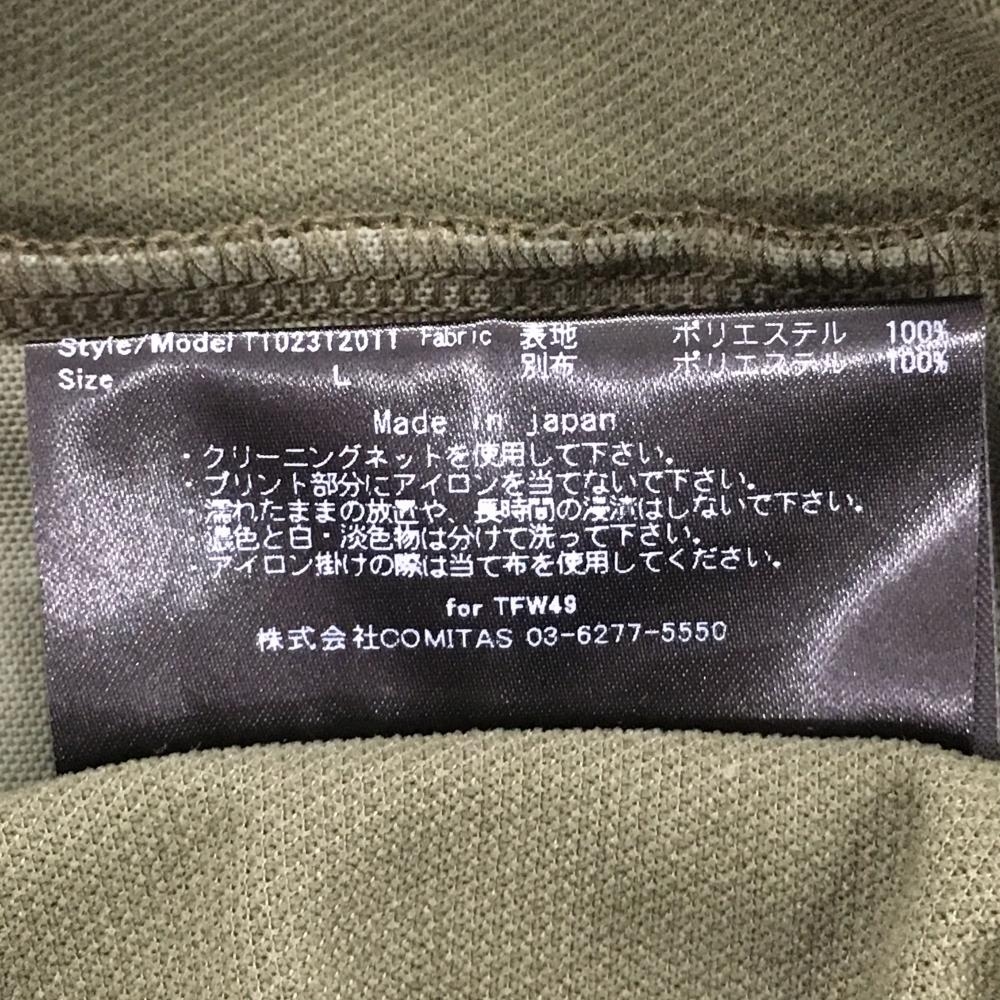 Style/Model T102312011 Fabric 表地 ポリエステル 100%
Size L 別布 ポリエステル 100%
Made in japan
・クリーニングネットを使用して下さい。
・プリント部分にアイロンを当てないで下さい。
・濡れたままの放置や、長時間の浸漬はしないで下さい。
・濃色と白・淡色物は分けて洗って下さい。
・アイロン掛けの際は当て布を使用してください。
for TFW49
株式会社COMITAS 03-6277-5550